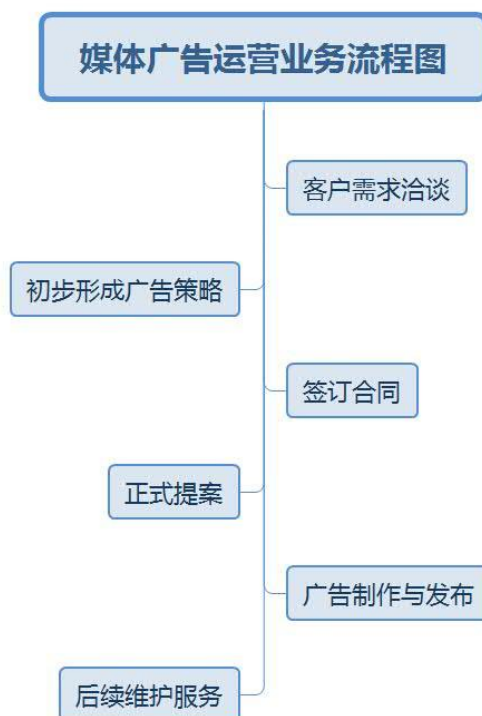 媒体广告运营业务流程图
客户需求洽谈
初步形成广告策略
签订合同
正式提案
广告制作与发布
后续维护服务